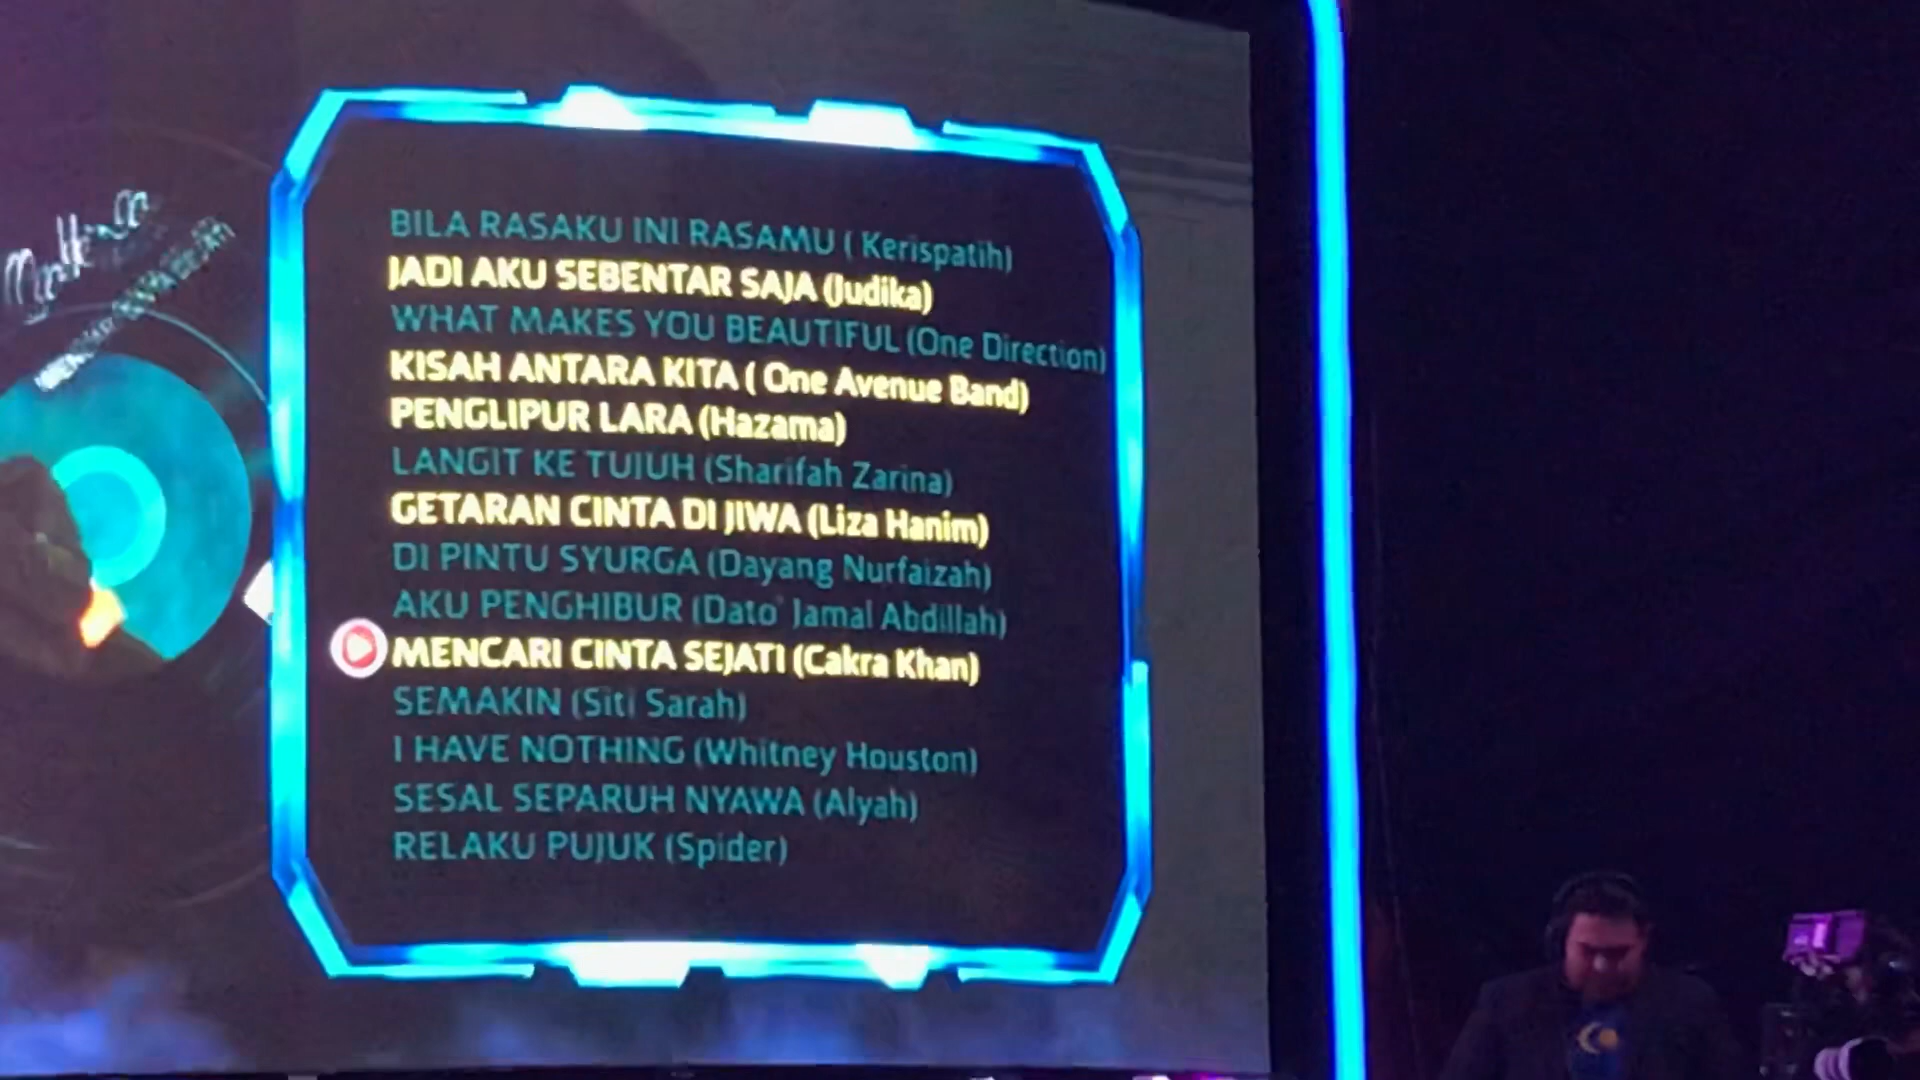 BILA RASAKU INI RASAMU ( Kerispatih)
JADI AKU SEBENTAR SAJA (Judika)
WHAT MAKES YOU BEAUTIFUL (One Direction)
KISAH ANTARA KITA ( One Avenue Band)
PENGLIPUR LARA (Hazama)
LANGIT KE TUJUH (Sharifah Zarina)
GETARAN CINTA DI JIWA (Liza Hanim)
DI PINTU SYURGA (Dayang Nurfaizah)
AKU PENGHIBUR (Dato' Jamal Abdillah)
MENCARI CINTA SEJATI (Cakra Khan)
SEMAKIN (Siti Sarah)
I HAVE NOTHING (Whitney Houston)
SESAL SEPARUH NYAWA (Alyah)
RELAKU PUJUK (Spider)